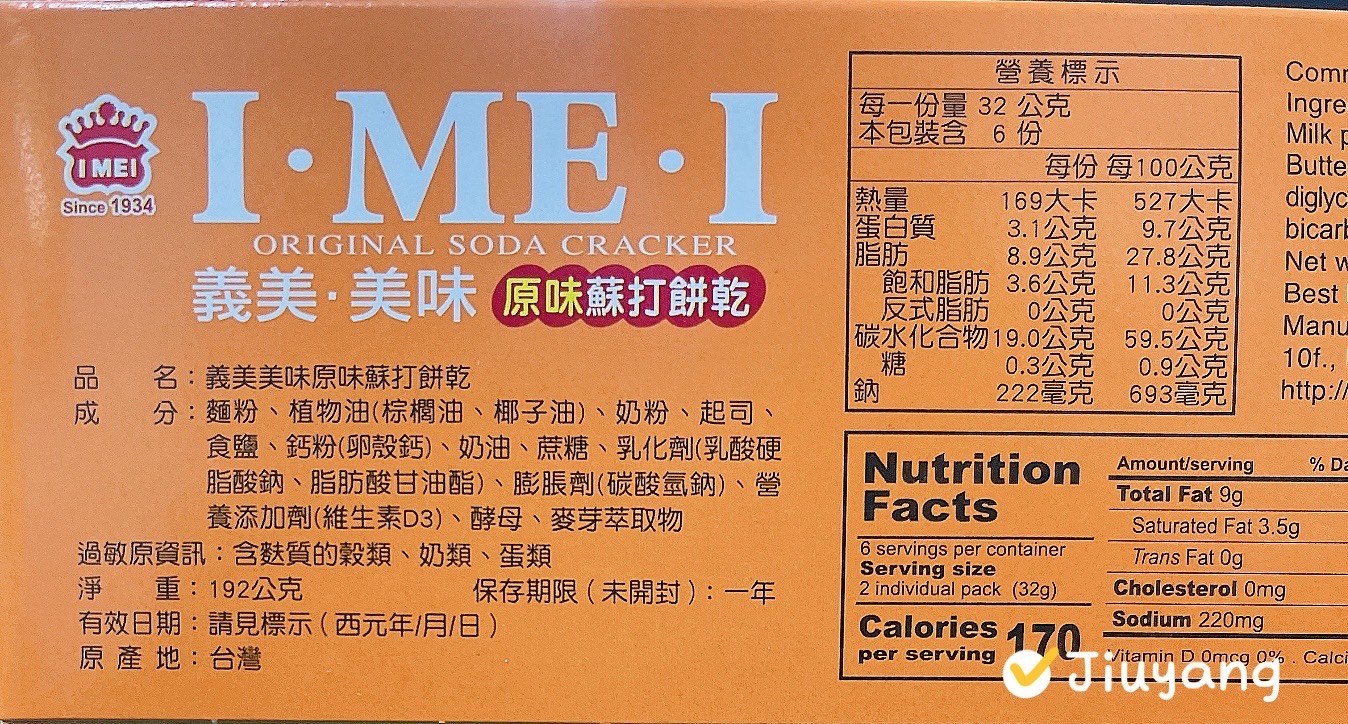 I MEI
Since 1934
I·MEI
ORIGINAL SODA CRACKER
義美·美味 原味蘇打餅乾
品 名：義美美味原味蘇打餅乾
成 分：麵粉、植物油(棕櫚油、椰子油)、奶粉、起司、
食鹽、鈣粉(卵殼鈣)、奶油、蔗糖、乳化劑(乳酸硬
脂酸鈉、脂肪酸甘油酯)、膨脹劑(碳酸氫鈉)、營
養添加劑(維生素D3)、酵母、麥芽萃取物
過敏原資訊：含麩質的穀類、奶類、蛋類
淨 重：192公克 保存期限（未開封）：一年
有效日期：請見標示（西元年/月/日）
原產地：台灣
營養標示
每一份量 32 公克
本包裝含 6 份
每份 每100公克
熱量 169大卡 527大卡
蛋白質 3.1公克 9.7公克
脂肪 8.9公克 27.8公克
飽和脂肪 3.6公克 11.3公克
反式脂肪 0公克 0公克
碳水化合物 19.0公克 59.5公克
糖 0.3公克 0.9公克
鈉 222毫克 693毫克
Nutrition
Facts
6 servings per container
Serving size
2 individual pack (32g)
Calories 170
per serving
Amount/serving %
Total Fat 9g
Saturated Fat 3.5g
Trans Fat 0g
Cholesterol 0mg
Sodium 220mg
Vitamin D 0mcg 0% .
Milk
Net
Best
10f.,
http://
Jiuyang